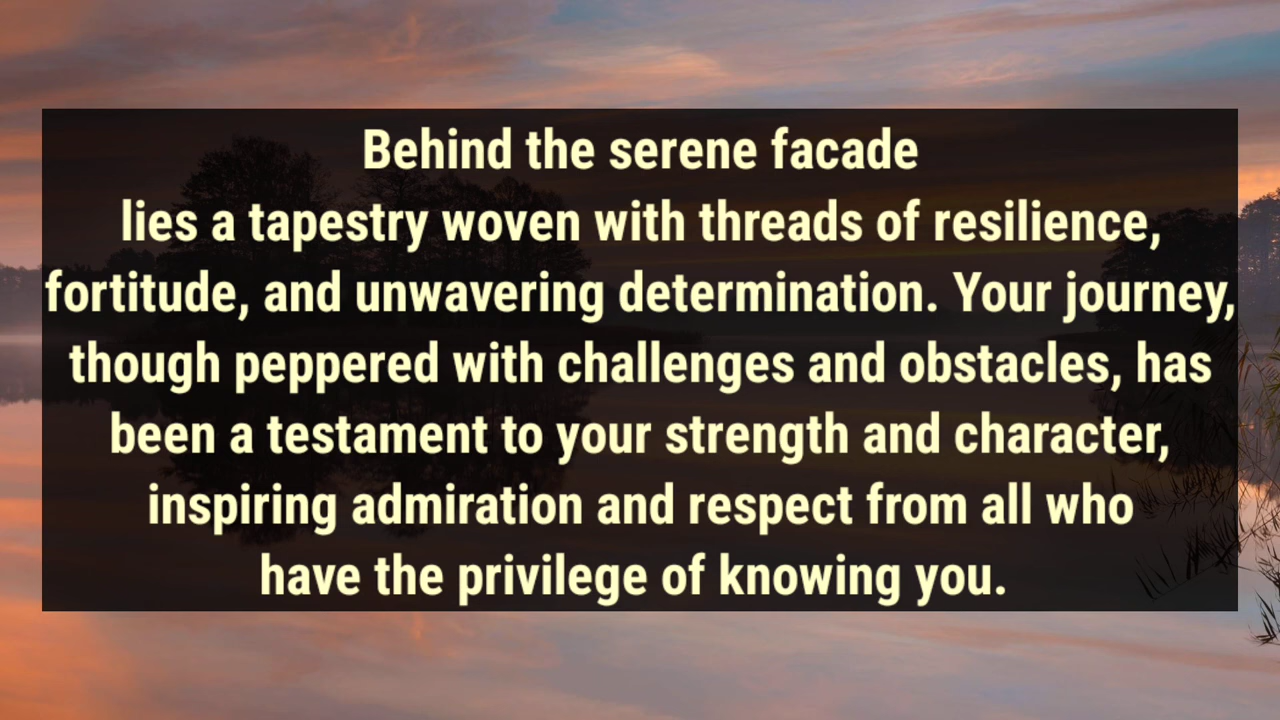 Behind the serene facade
lies a tapestry woven with threads of resilience,
fortitude, and unwavering determination. Your journey,
though peppered with challenges and obstacles, has
been a testament to your strength and character,
inspiring admiration and respect from all who
have the privilege of knowing you.